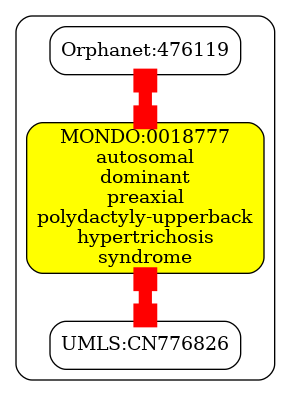 Orphanet:476119
MONDO:0018777
autosomal
dominant
preaxial
polydactyly-upperback
hypertrichosis
syndrome
UMLS:CN776826